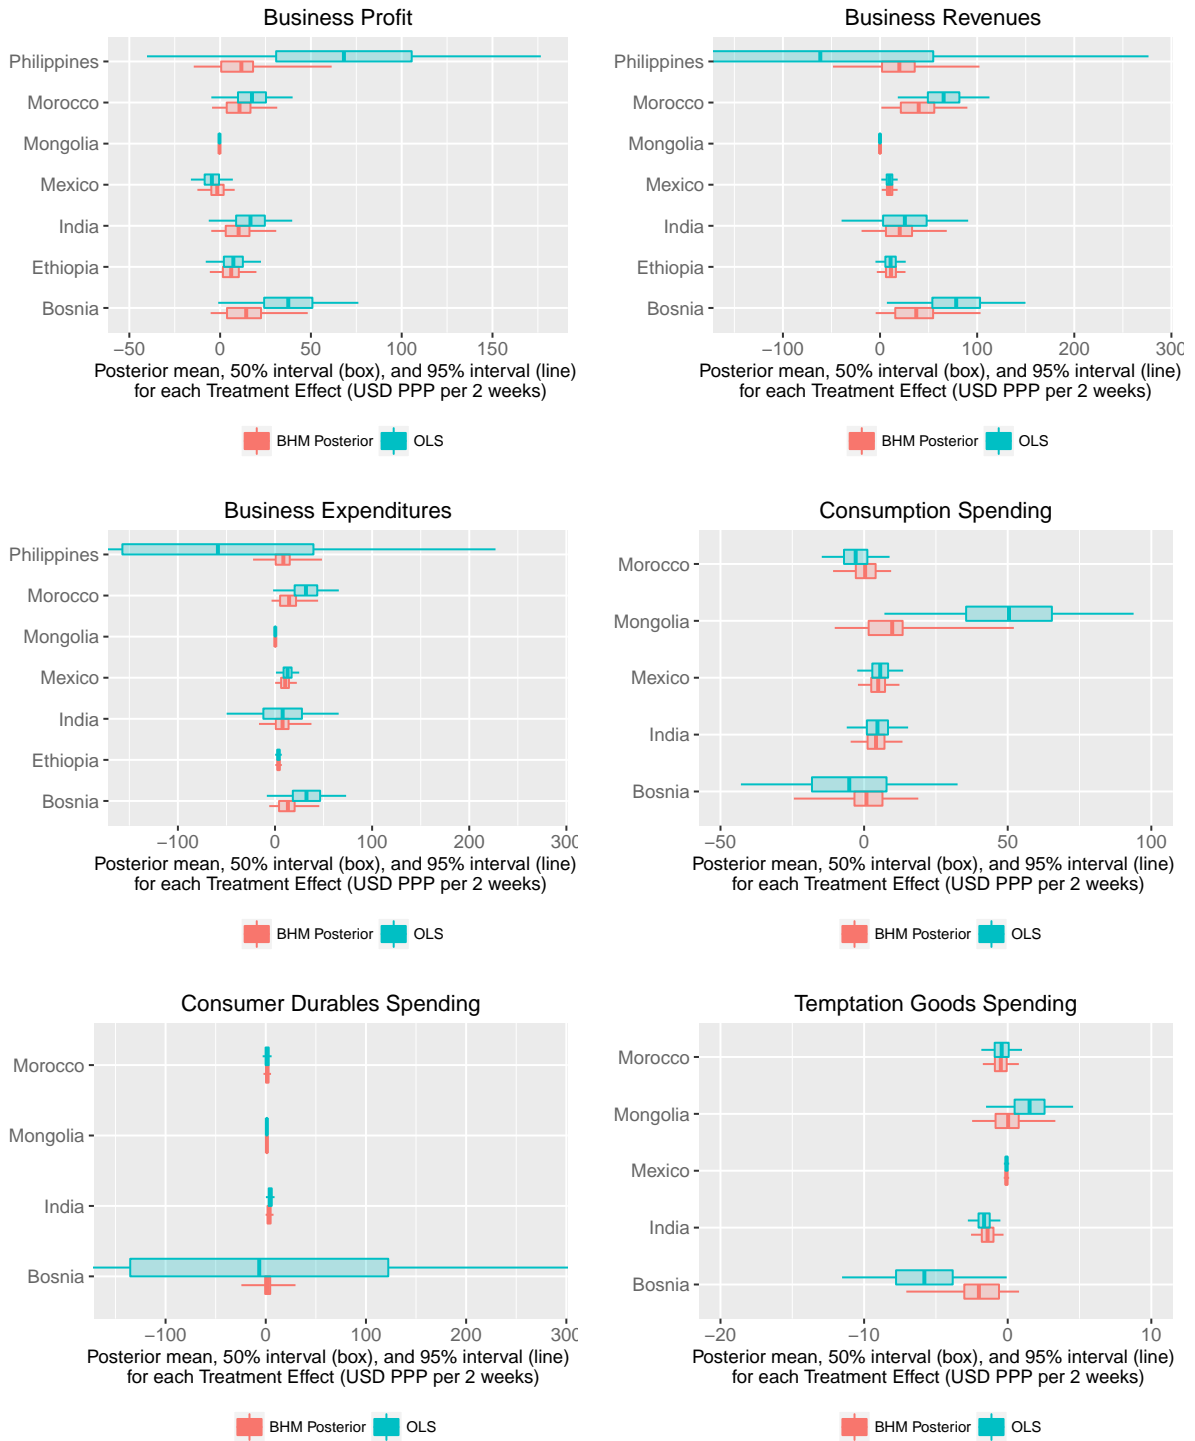 Business Profit
Philippines
Morocco
Mongolia
Mexico
India
Ethiopia
Bosnia
−50 0 50 100 150
Posterior mean, 50% interval (box), and 95% interval (line)
for each Treatment Effect (USD PPP per 2 weeks)
BHM Posterior OLS
Business Revenues
Philippines
Morocco
Mongolia
Mexico
India
Ethiopia
Bosnia
−100 0 100 200 300
Posterior mean, 50% interval (box), and 95% interval (line)
for each Treatment Effect (USD PPP per 2 weeks)
BHM Posterior OLS
Business Expenditures
Philippines
Morocco
Mongolia
Mexico
India
Ethiopia
Bosnia
−100 0 100 200 300
Posterior mean, 50% interval (box), and 95% interval (line)
for each Treatment Effect (USD PPP per 2 weeks)
BHM Posterior OLS
Consumption Spending
Morocco
Mongolia
Mexico
India
Bosnia
−50 0 50 100
Posterior mean, 50% interval (box), and 95% interval (line)
for each Treatment Effect (USD PPP per 2 weeks)
BHM Posterior OLS
Consumer Durables Spending
Morocco
Mongolia
India
Bosnia
−100 0 100 200 300
Posterior mean, 50% interval (box), and 95% interval (line)
for each Treatment Effect (USD PPP per 2 weeks)
BHM Posterior OLS
Temptation Goods Spending
Morocco
Mongolia
Mexico
India
Bosnia
−20 −10 0 10
Posterior mean, 50% interval (box), and 95% interval (line)
for each Treatment Effect (USD PPP per 2 weeks)
BHM Posterior OLS